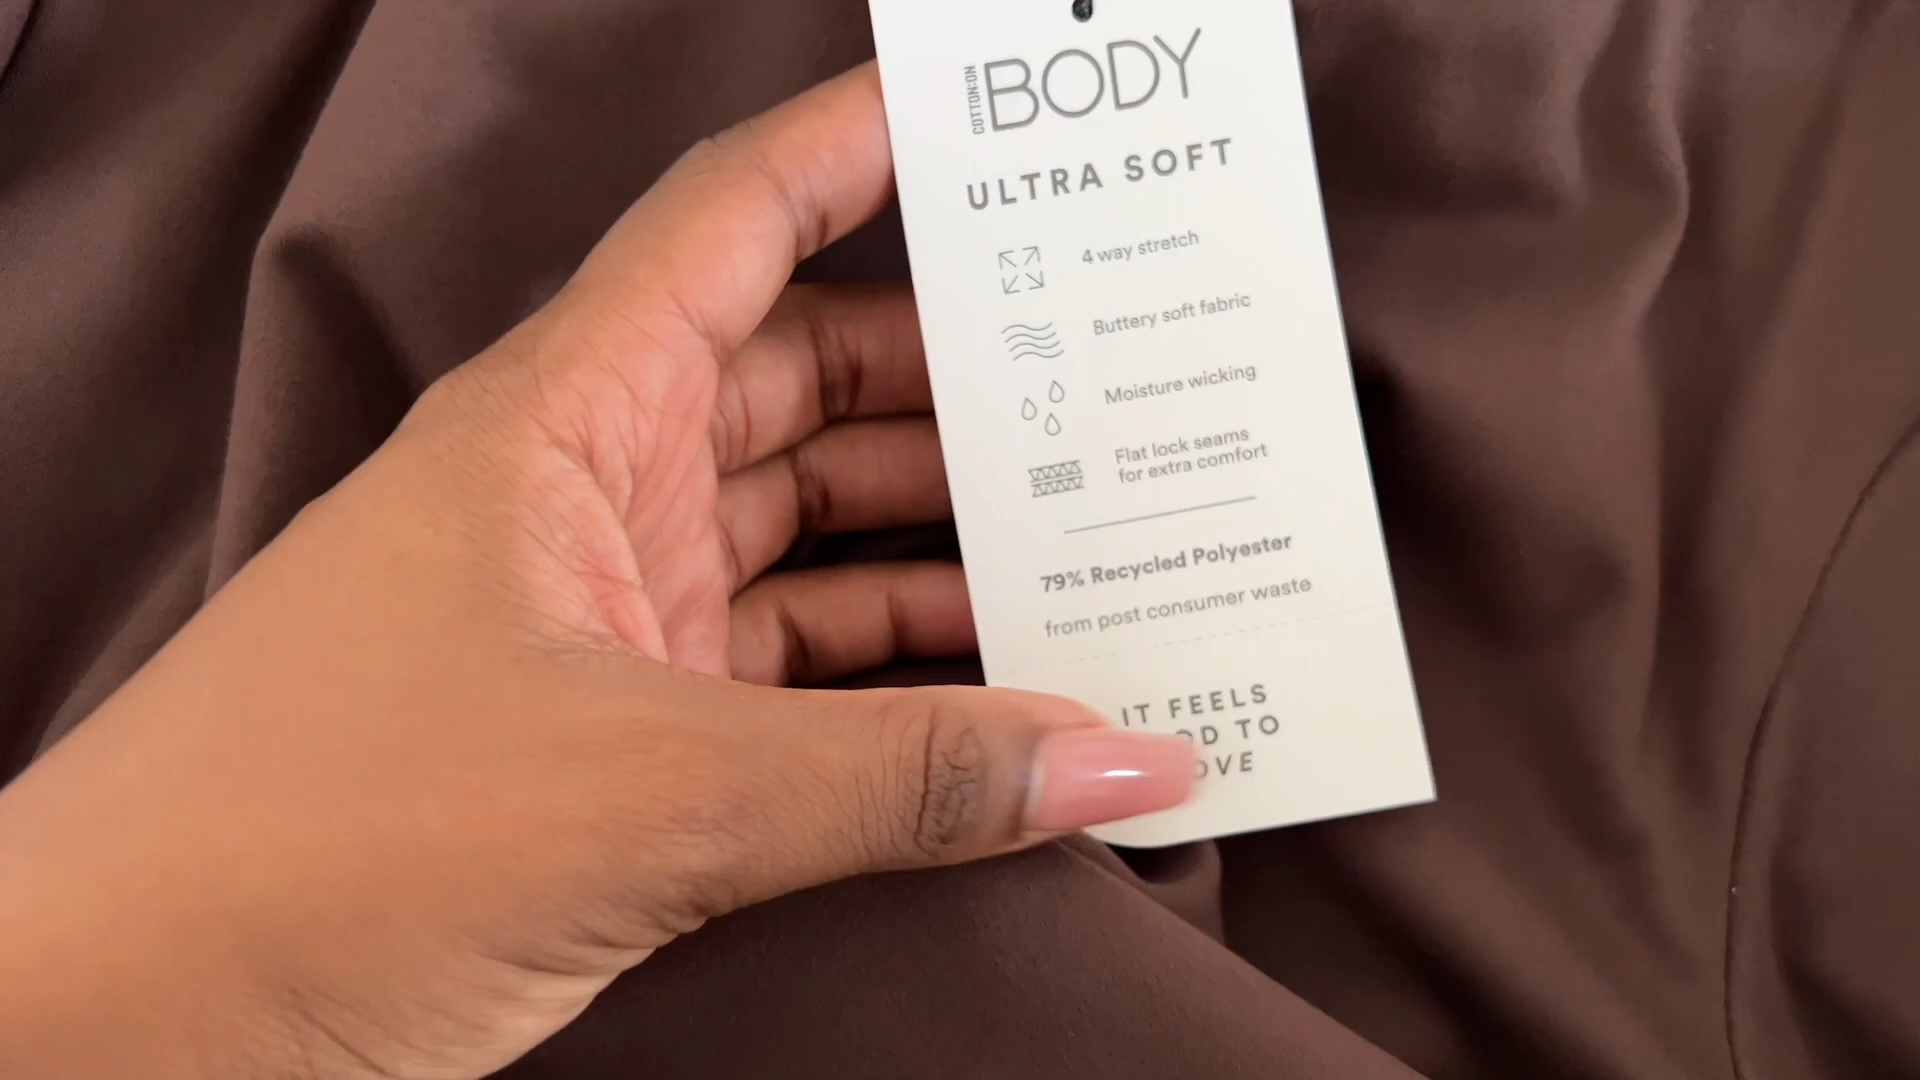 COTTON:ON
BODY
ULTRA SOFT
4 way stretch
Buttery soft fabric
Moisture wicking
Flat lock seams
for extra comfort
79% Recycled Polyester
from post consumer waste
IT FEELS
TO